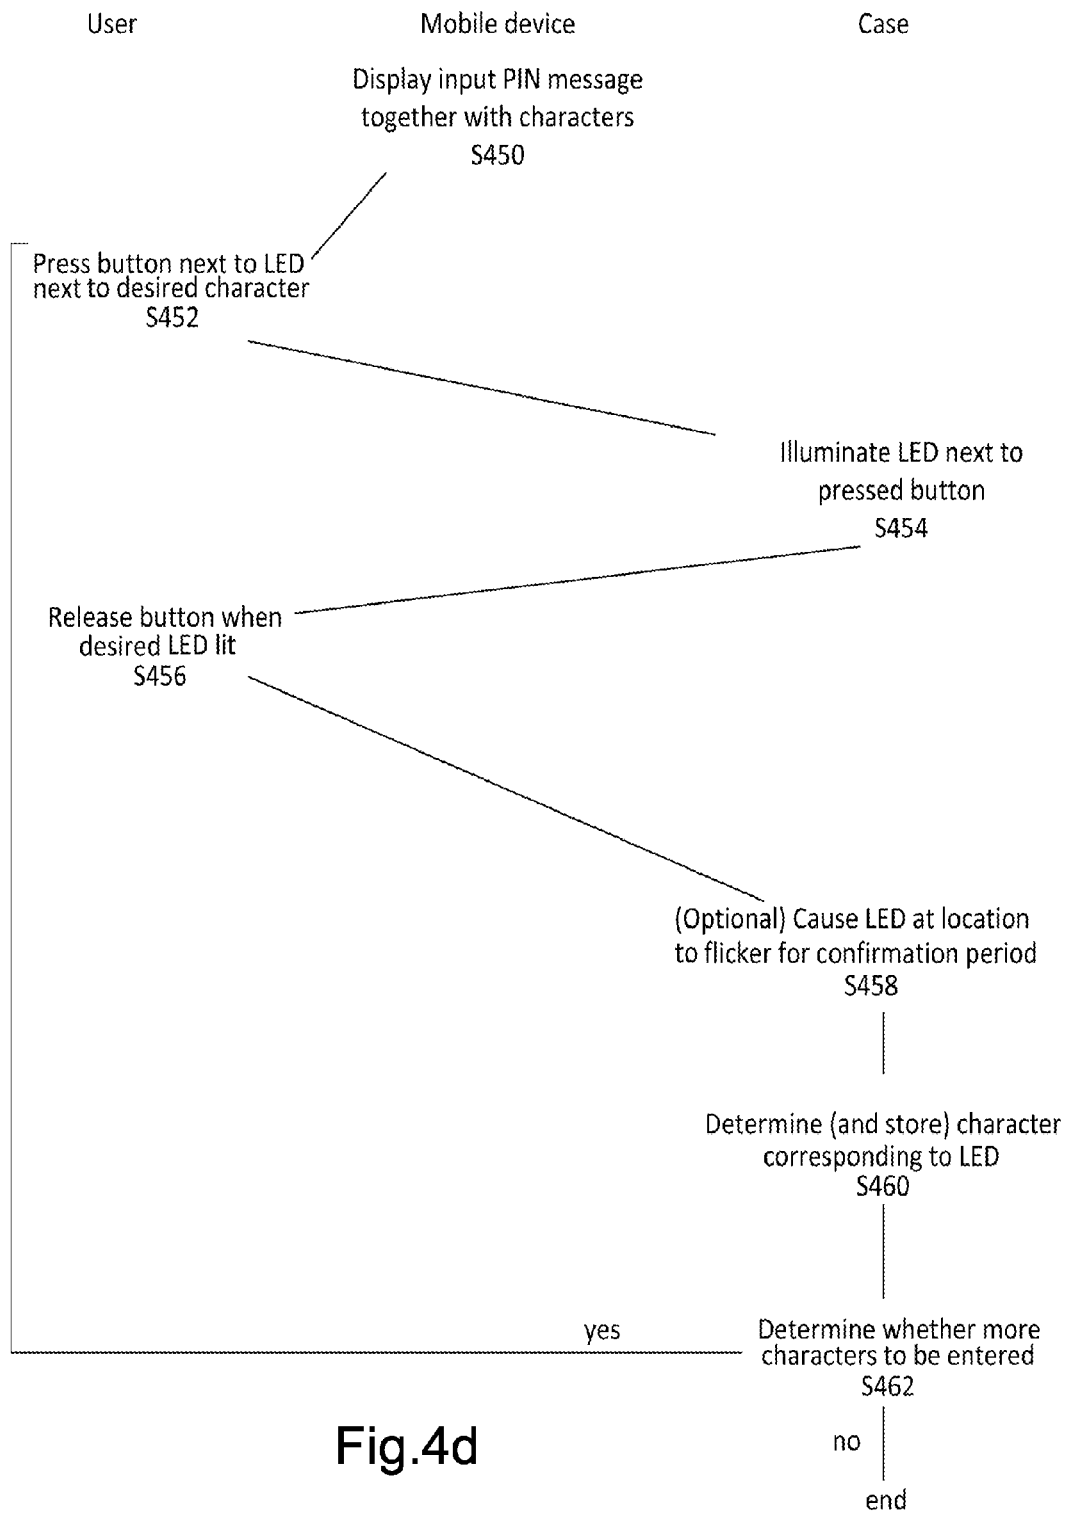 User
Mobile device
Case
Display input PIN message
together with characters
S450
Press button next to LED
next to desired character
S452
Illuminate LED next to
pressed button
S454
Release button when
desired LED lit
S456
(Optional) Cause LED at location
to flicker for confirmation period
S458
Determine (and store) character
corresponding to LED
S460
yes
Determine whether more
characters to be entered
S462
no
end
Fig.4d